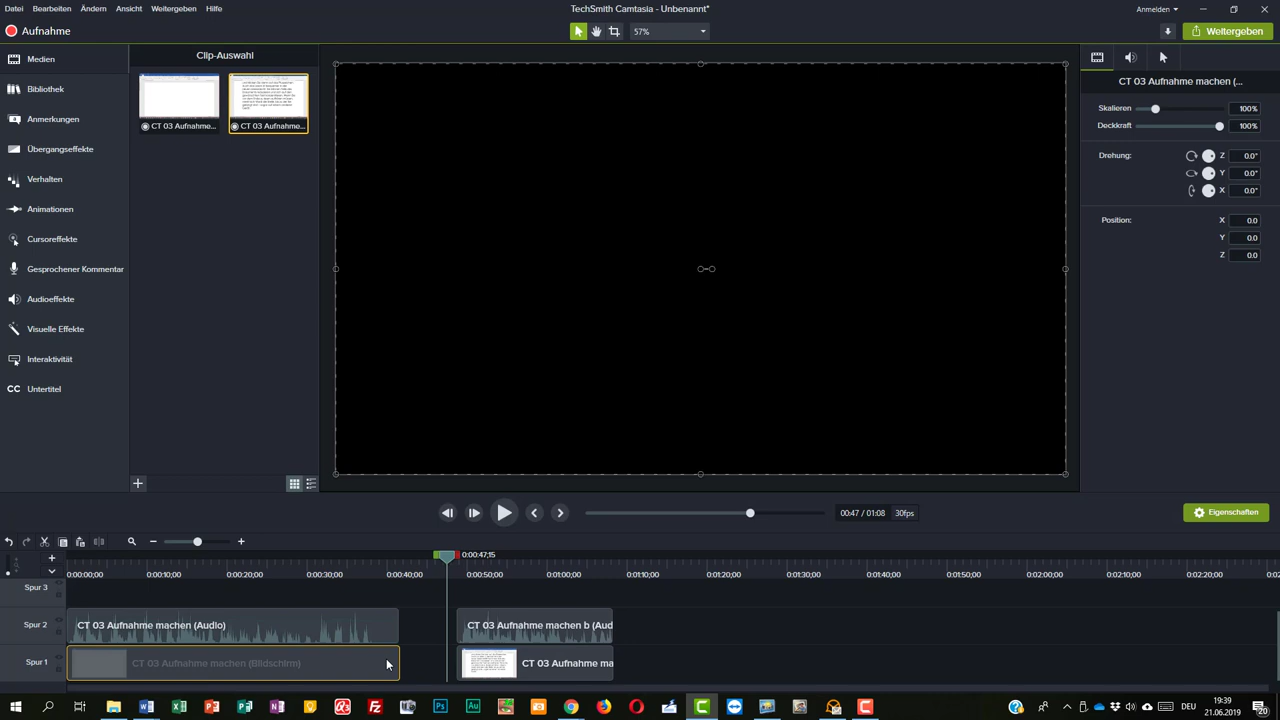 Datei Bearbeiten Ändern Ansicht Weitergeben Hilfe
TechSmith Camtasia - Unbenannt*
Anmelden
Aufnahme
57%
Weitergeben
Medien
Bibliothek
Anmerkungen
Übergangseffekte
Verhalten
Animationen
Cursoreffekte
Gesprochener Kommentar
Audioeffekte
Visuelle Effekte
Interaktivität
CC Untertitel
Clip-Auswahl
CT 03 Aufnahme...
CT 03 Aufnahme...
me machen (...
Skalieren 100%
Deckkraft 100%
Drehung: Z 0.0°
Y 0.0°
X 0.0°
Position: X 0.0
Y 0.0
Z 0.0
00:47 / 01:08 30fps
Eigenschaften
0:00:47;15
0:00:00;00 0:00:10;00 0:00:20;00 0:00:30;00 0:00:40;00 0:00:50;00 0:01:00;00 0:01:10;00 0:01:20;00 0:01:30;00 0:01:40;00 0:01:50;00 0:02:00;00 0:02:10;00 0:02:20;00
Spur 3
Spur 2
CT 03 Aufnahme machen (Audio)
CT 03 Aufnahme machen b (Aud
Spur 1
CT 03 Aufnahme machen (Bildschirm)
CT 03 Aufnahme ma
DEU
19:39
21.06.2019
20